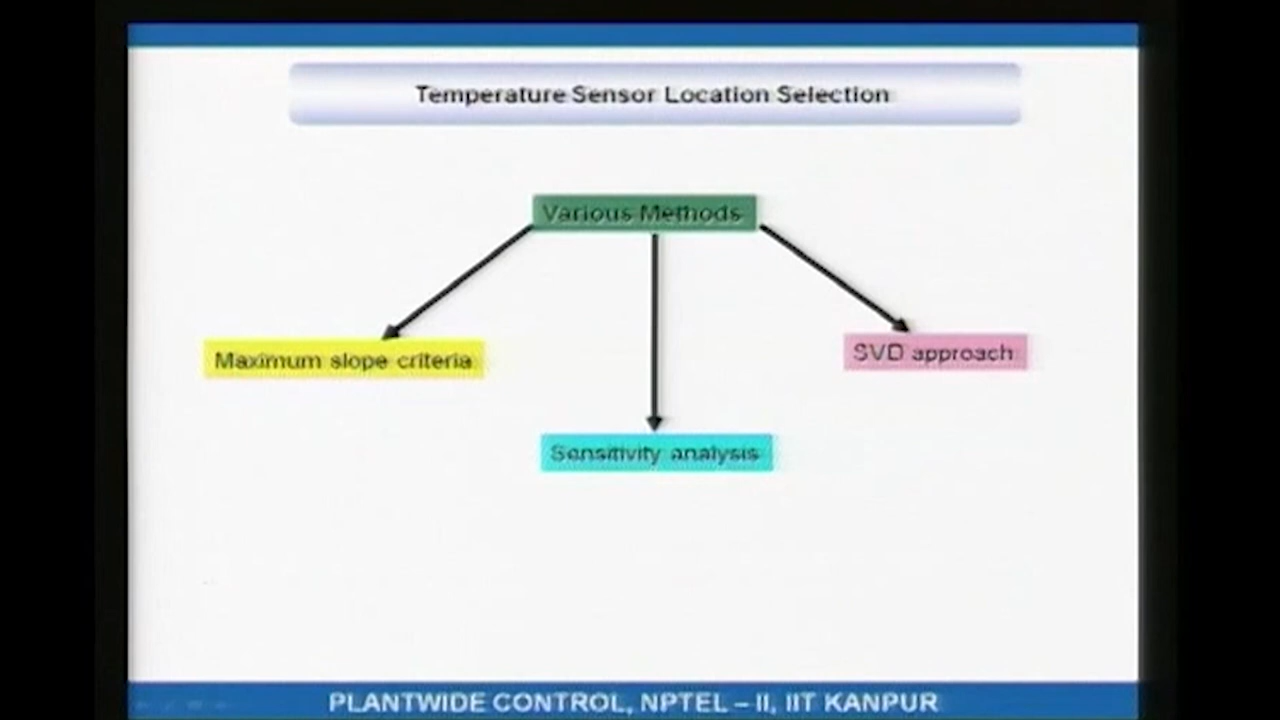 Temperature Sensor Location Selection
Various Methods
Maximum slope criteria
SVD approach
Sensitivity analysis
PLANTWIDE CONTROL, NPTEL – II, IIT KANPUR